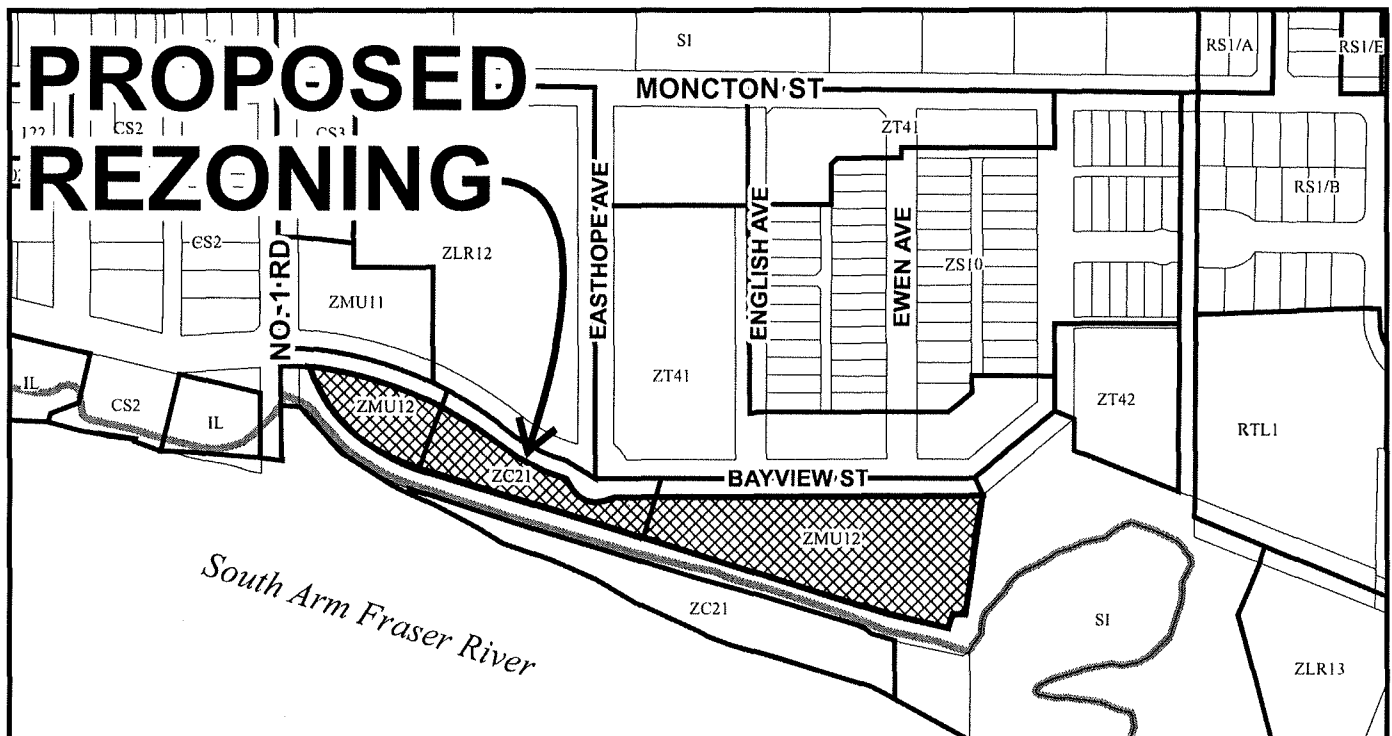 SI
RS1/A
RS1/E
PROPOSED
MONCTON ST
CS2
CS3
ZT41
REZONING
RS1/B
CS2
ZLR12
EASTHOPE AVE
ENGLISH AVE
EWEN AVE
ZS10
NO. 1 RD
ZMU11
ZT41
IL
CS2
IL
ZMU12
ZT42
RTL1
ZC21
BAYVIEW ST
ZMU12
South Arm Fraser River
ZC21
SI
ZLR13